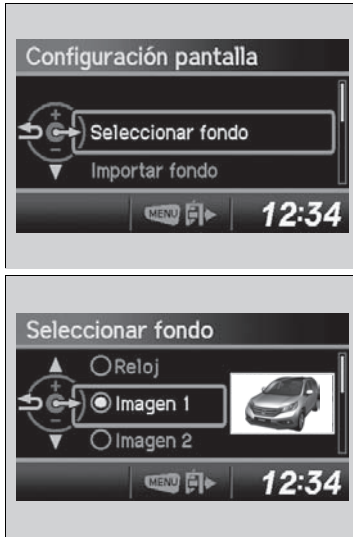 Configuración pantalla
+
Seleccionar fondo
−
Importar fondo
MENU
12:34
Seleccionar fondo
Reloj
+
Imagen 1
−
Imagen 2
MENU
12:34